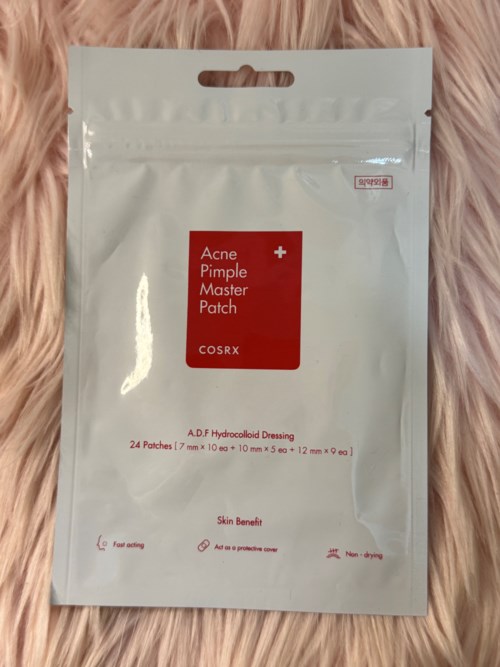 의약외품
Acne
Pimple
Master
Patch
COSRX
A.D.F Hydrocolloid Dressing
24 Patches [ 7 mm × 10 ea + 10 mm × 5 ea + 12 mm × 9 ea ]
Skin Benefit
Fast acting
Act as a protective cover
Non - drying